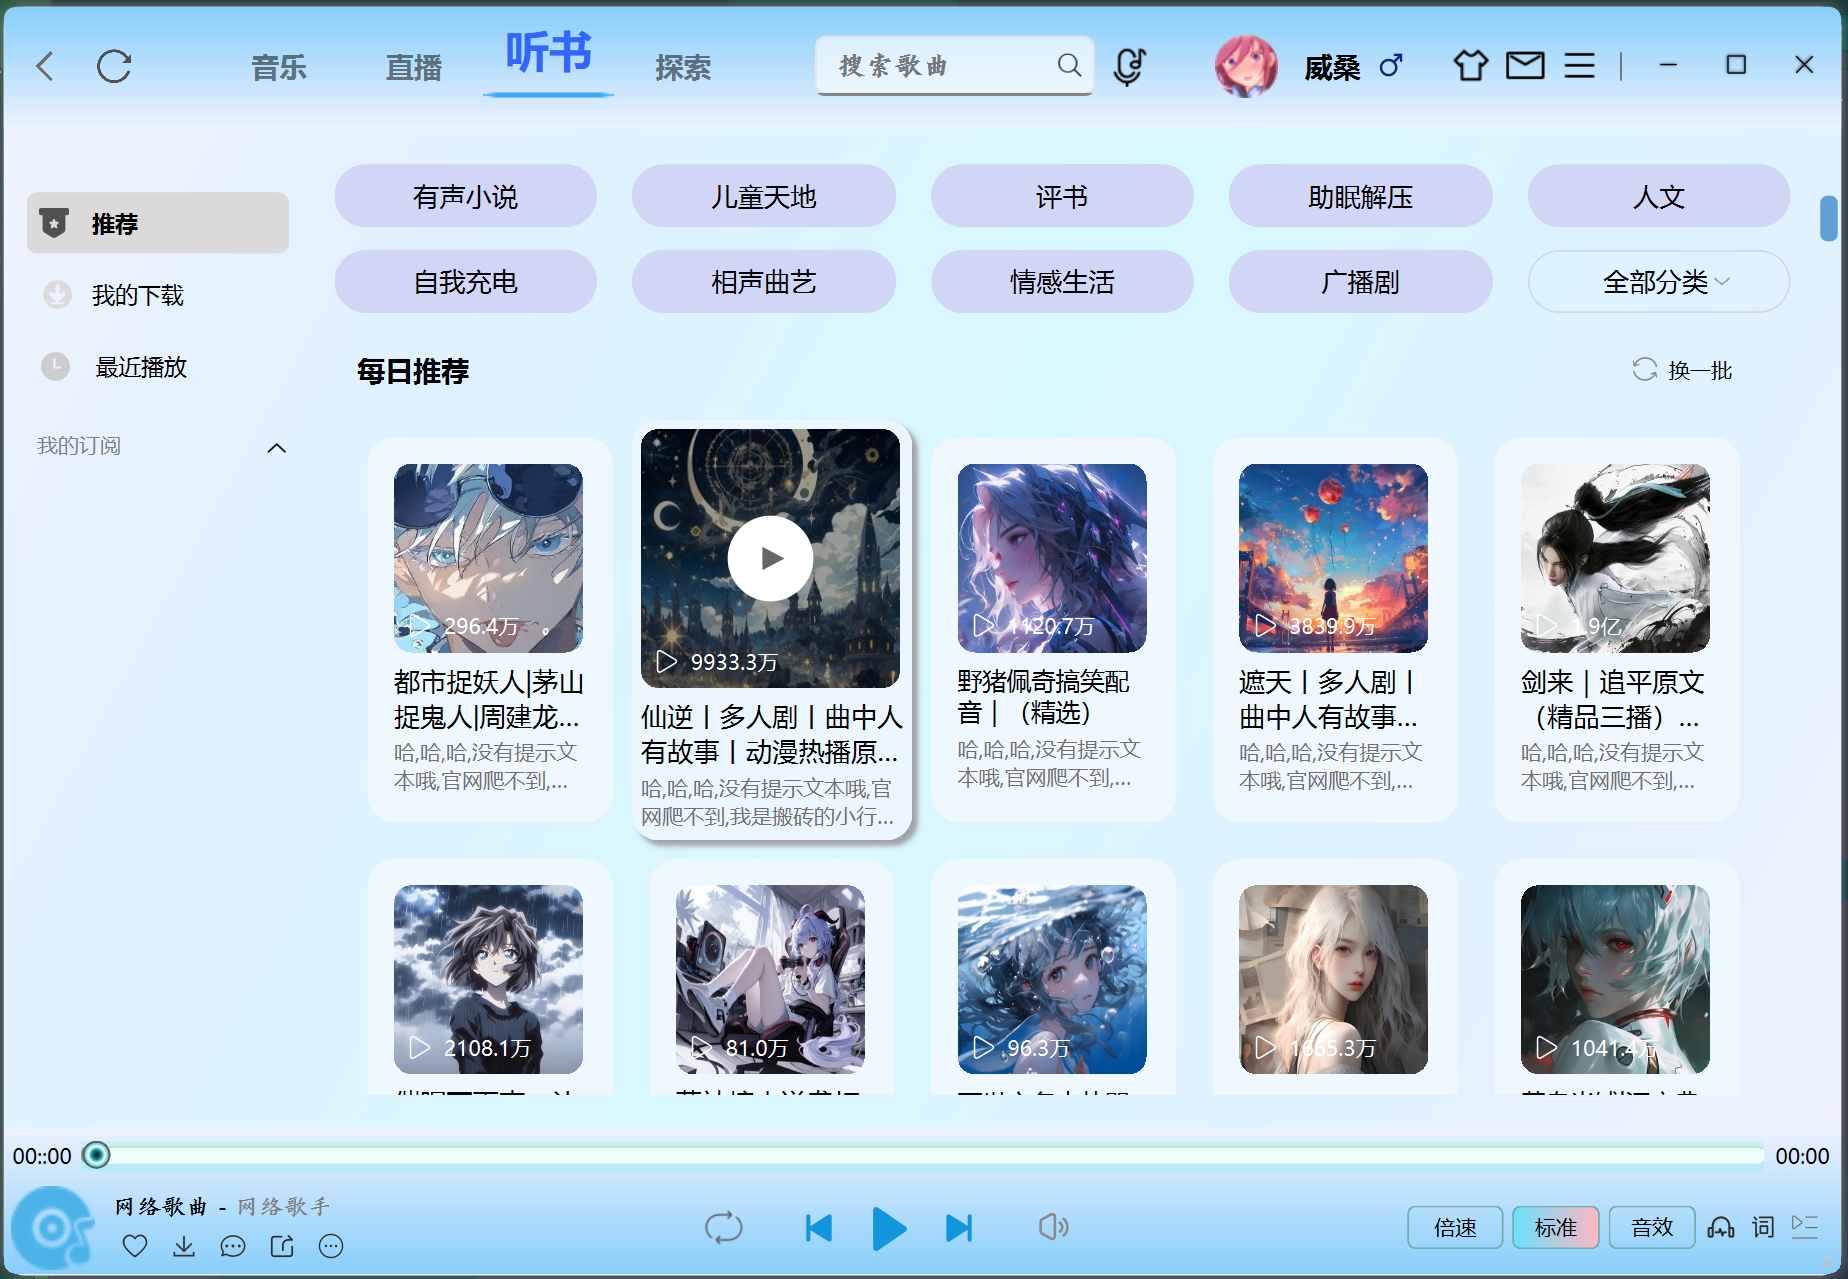 音乐 直播 听书 探索 搜索歌曲 威桑
有声小说 儿童天地 评书 助眠解压 人文
自我充电 相声曲艺 情感生活 广播剧 全部分类
推荐
我的下载
最近播放
我的订阅
每日推荐 换一批
296.4万
都市捉妖人|茅山
捉鬼人|周建龙...
哈,哈,哈,没有提示文
本哦,官网爬不到,...
9933.3万
仙逆丨多人剧丨曲中人
有故事丨动漫热播原...
哈,哈,哈,没有提示文本哦,官
网爬不到,我是搬砖的小行...
1120.7万
野猪佩奇搞笑配
音｜（精选）
哈,哈,哈,没有提示文
本哦,官网爬不到,...
3839.9万
遮天丨多人剧丨
曲中人有故事...
哈,哈,哈,没有提示文
本哦,官网爬不到,...
1.9亿
剑来｜追平原文
（精品三播）...
哈,哈,哈,没有提示文
本哦,官网爬不到,...
2108.1万
81.0万
96.3万
1665.3万
1041.4万
00::00 00:00
网络歌曲 - 网络歌手
倍速 标准 音效 词